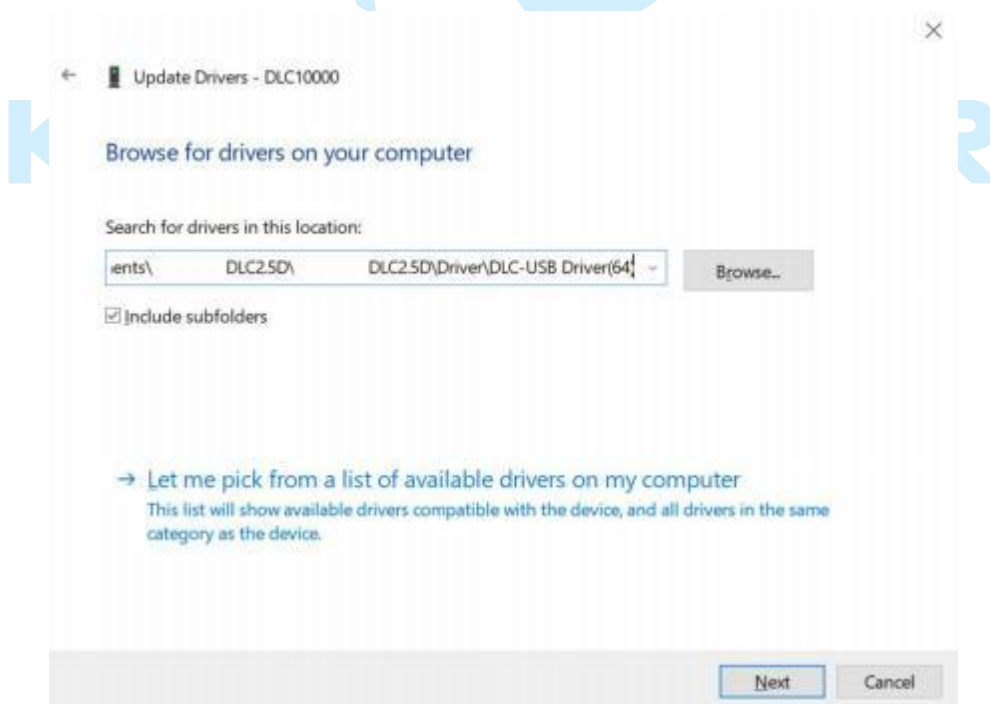 Update Drivers - DLC10000
Browse for drivers on your computer
Search for drivers in this location:
ents\ DLC2.5D\ DLC2.5D\Driver\DLC-USB Driver(64)
Browse...
Include subfolders
→ Let me pick from a list of available drivers on my computer
This list will show available drivers compatible with the device, and all drivers in the same
category as the device.
Next Cancel